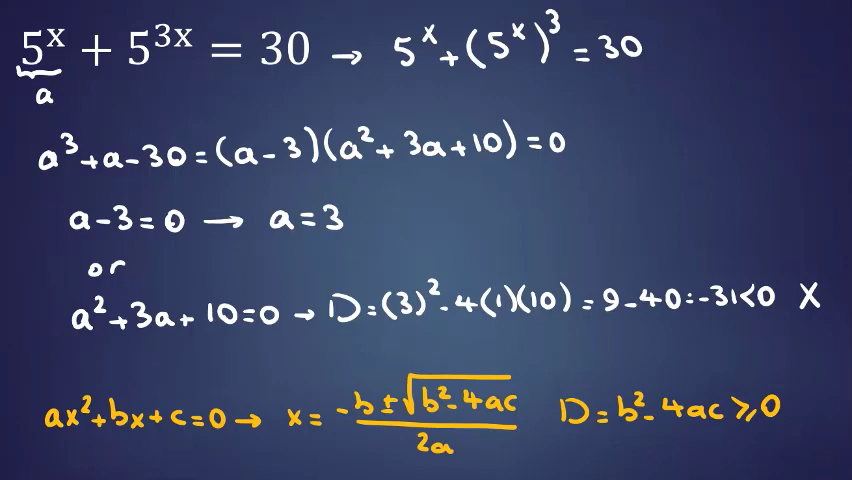 5^x + 5^{3x} = 30 → 5^x + (5^x)^3 = 30
a
a^3 + a - 30 = (a - 3)(a^2 + 3a + 10) = 0
a - 3 = 0 → a = 3
or
a^2 + 3a + 10 = 0 → D = (3)^2 - 4(1)(10) = 9 - 40 = -31 < 0 X
ax^2 + bx + c = 0 → x = \frac{-b ± \sqrt{b^2 - 4ac}}{2a} D = b^2 - 4ac ⩾ 0